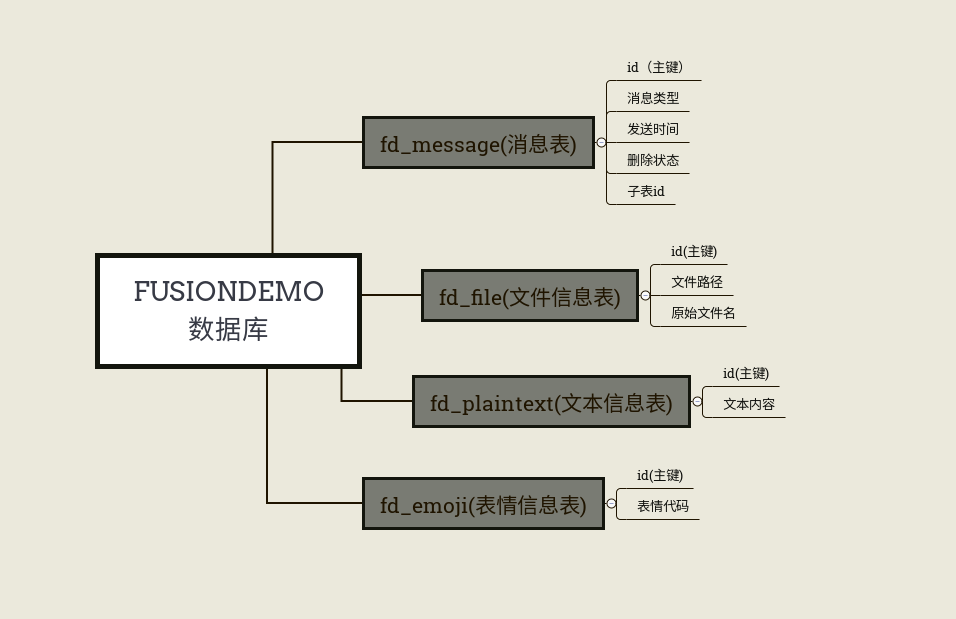 FUSIONDEMO
数据库
fd_message(消息表)
id（主键）
消息类型
发送时间
删除状态
子表id
fd_file(文件信息表)
id(主键)
文件路径
原始文件名
fd_plaintext(文本信息表)
id(主键)
文本内容
fd_emoji(表情信息表)
id(主键)
表情代码